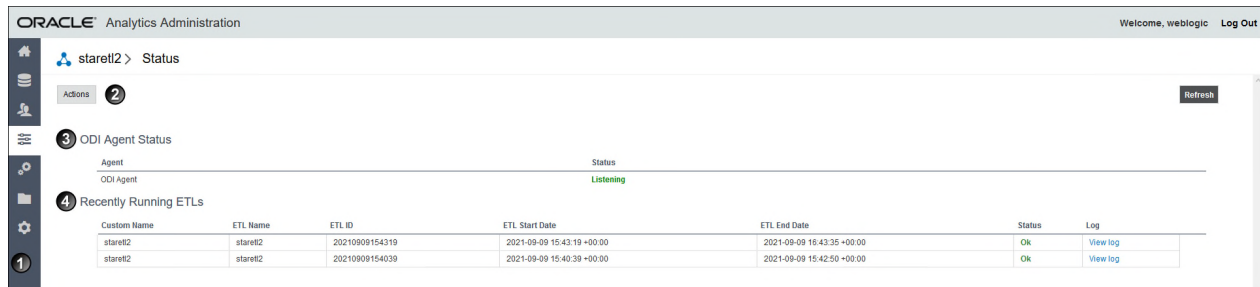 ORACLE® Analytics Administration Welcome, weblogic Log Out
staretl2 > Status
Actions 2 Refresh
3 ODI Agent Status
Agent Status
ODI Agent Listening
4 Recently Running ETLs
Custom Name ETL Name ETL ID ETL Start Date ETL End Date Status Log
staretl2 staretl2 20210909154319 2021-09-09 15:43:19 +00:00 2021-09-09 16:43:35 +00:00 Ok View log
staretl2 staretl2 20210909154039 2021-09-09 15:40:39 +00:00 2021-09-09 15:42:50 +00:00 Ok View log
1